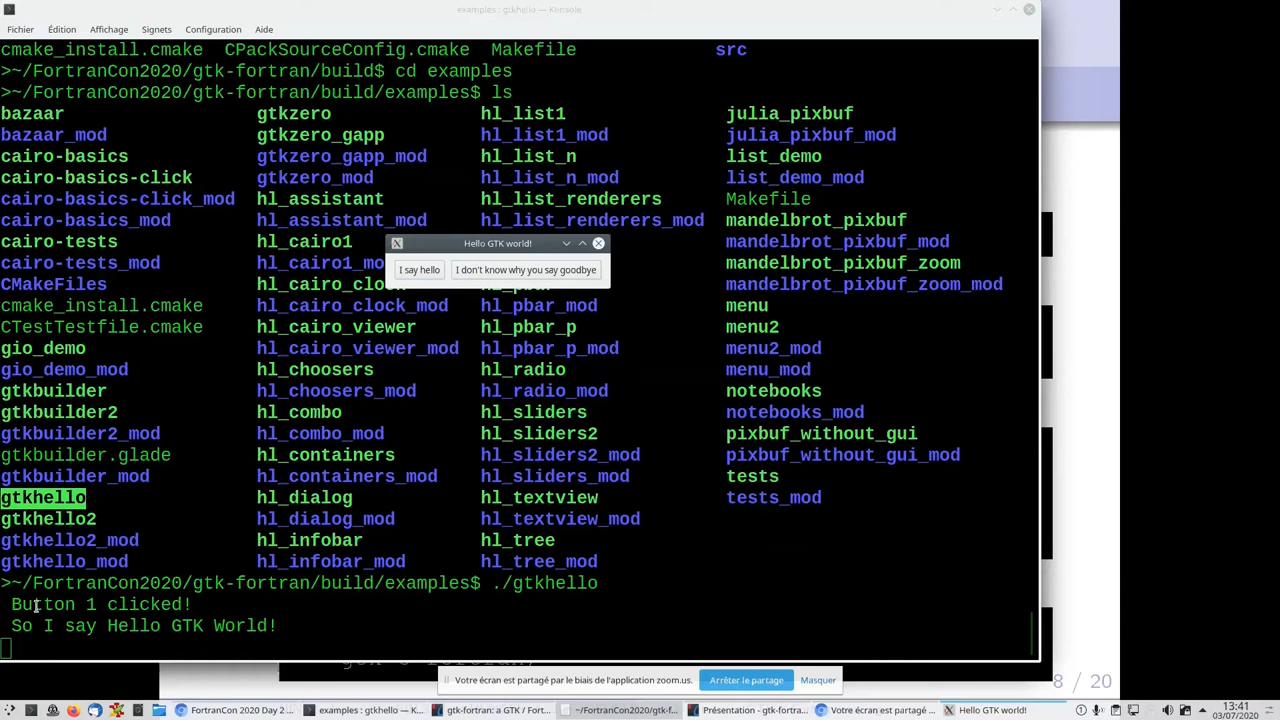 examples : gtkhello — Konsole
Fichier Édition Affichage Signets Configuration Aide
cmake_install.cmake CPackSourceConfig.cmake Makefile src
>~/FortranCon2020/gtk-fortran/build$ cd examples
>~/FortranCon2020/gtk-fortran/build/examples$ ls
bazaar gtkzero hl_list1 julia_pixbuf
bazaar_mod gtkzero_gapp hl_list1_mod julia_pixbuf_mod
cairo-basics gtkzero_gapp_mod hl_list_n list_demo
cairo-basics-click gtkzero_mod hl_list_n_mod list_demo_mod
cairo-basics-click_mod hl_assistant hl_list_renderers Makefile
cairo-basics_mod hl_assistant_mod hl_list_renderers_mod mandelbrot_pixbuf
cairo-tests hl_cairo1 Hello GTK world! mandelbrot_pixbuf_mod
cairo-tests_mod hl_cairo1_mo I say hello I don't know why you say goodbye mandelbrot_pixbuf_zoom
CMakeFiles hl_cairo_clock hl_pbar mandelbrot_pixbuf_zoom_mod
cmake_install.cmake hl_cairo_clock_mod hl_pbar_mod menu
CTestTestfile.cmake hl_cairo_viewer hl_pbar_p menu2
gio_demo hl_cairo_viewer_mod hl_pbar_p_mod menu2_mod
gio_demo_mod hl_choosers hl_radio menu_mod
gtkbuilder hl_choosers_mod hl_radio_mod notebooks
gtkbuilder2 hl_combo hl_sliders notebooks_mod
gtkbuilder2_mod hl_combo_mod hl_sliders2 pixbuf_without_gui
gtkbuilder.glade hl_containers hl_sliders2_mod pixbuf_without_gui_mod
gtkbuilder_mod hl_containers_mod hl_sliders_mod tests
gtkhello hl_dialog hl_textview tests_mod
gtkhello2 hl_dialog_mod hl_textview_mod
gtkhello2_mod hl_infobar hl_tree
gtkhello_mod hl_infobar_mod hl_tree_mod
>~/FortranCon2020/gtk-fortran/build/examples$ ./gtkhello
Button 1 clicked!
So I say Hello GTK World!
Votre écran est partagé par le biais de l'application zoom.us. Arrêter le partage Masquer
8 / 20
FortranCon 2020 Day 2 ... examples : gtkhello — K... gtk-fortran: a GTK / Fort... ~/FortranCon2020/gtk-f... Présentation - gtk-fortra... Votre écran est partagé ... Hello GTK world!
13:41
03/07/2020